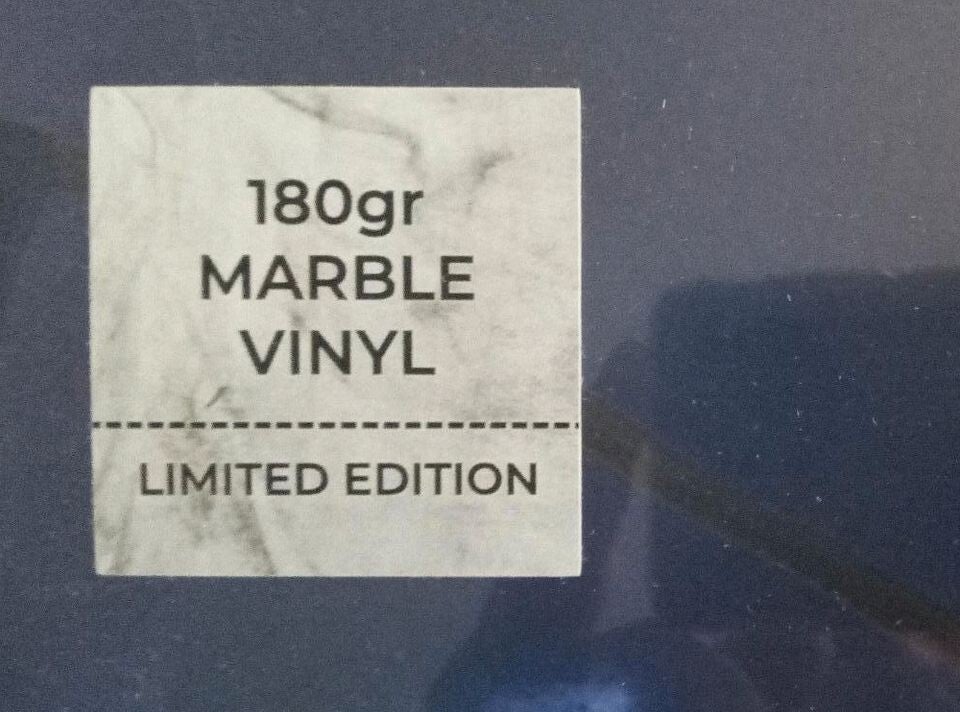 180gr
MARBLE
VINYL
LIMITED EDITION